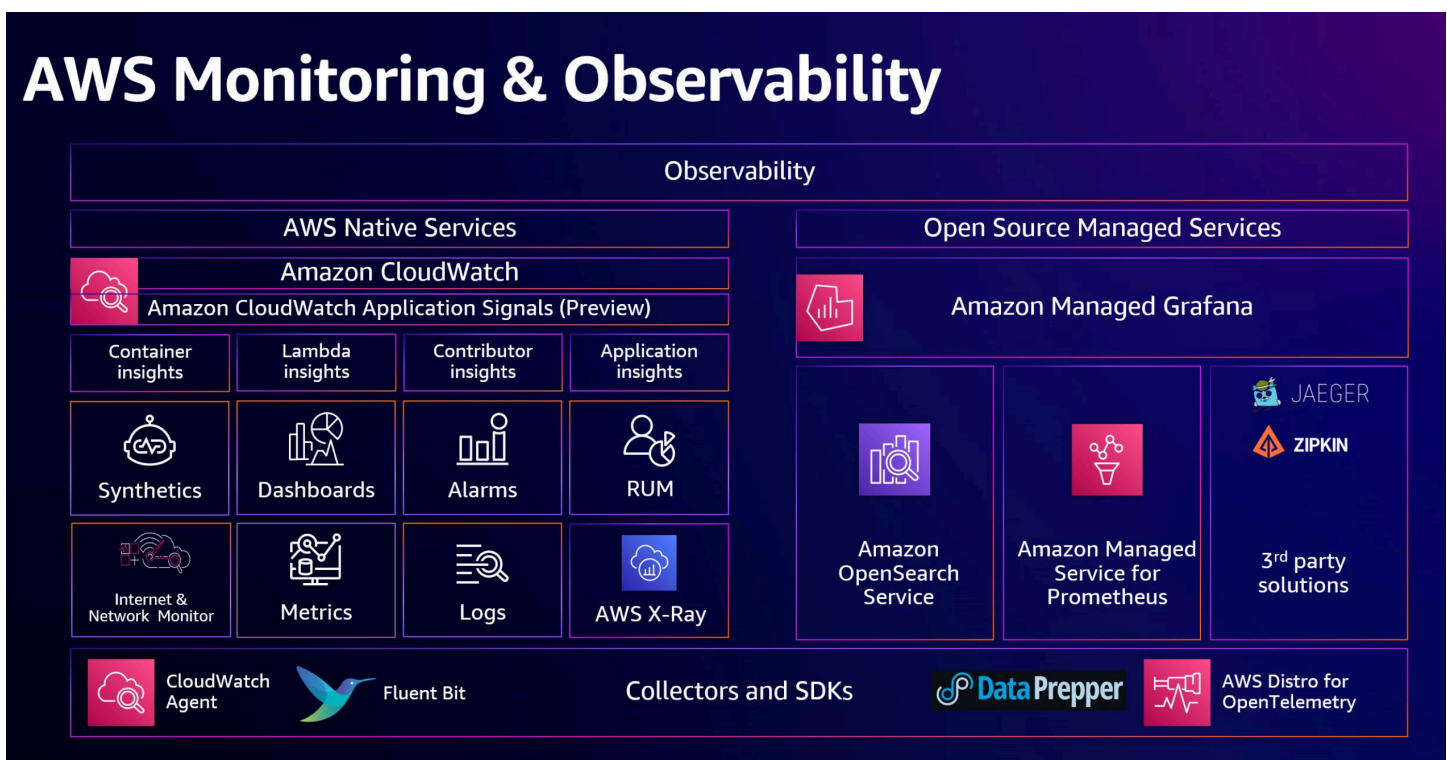 AWS Monitoring & Observability
Observability
AWS Native Services
Amazon CloudWatch
Amazon CloudWatch Application Signals (Preview)
Container
insights
Lambda
insights
Contributor
insights
Application
insights
Synthetics
Dashboards
Alarms
RUM
Internet &
Network Monitor
Metrics
Logs
AWS X-Ray
Open Source Managed Services
Amazon Managed Grafana
Amazon
OpenSearch
Service
Amazon Managed
Service for
Prometheus
JAEGER
ZIPKIN
3rd party
solutions
CloudWatch
Agent
Fluent Bit
Collectors and SDKs
Data Prepper
AWS Distro for
OpenTelemetry